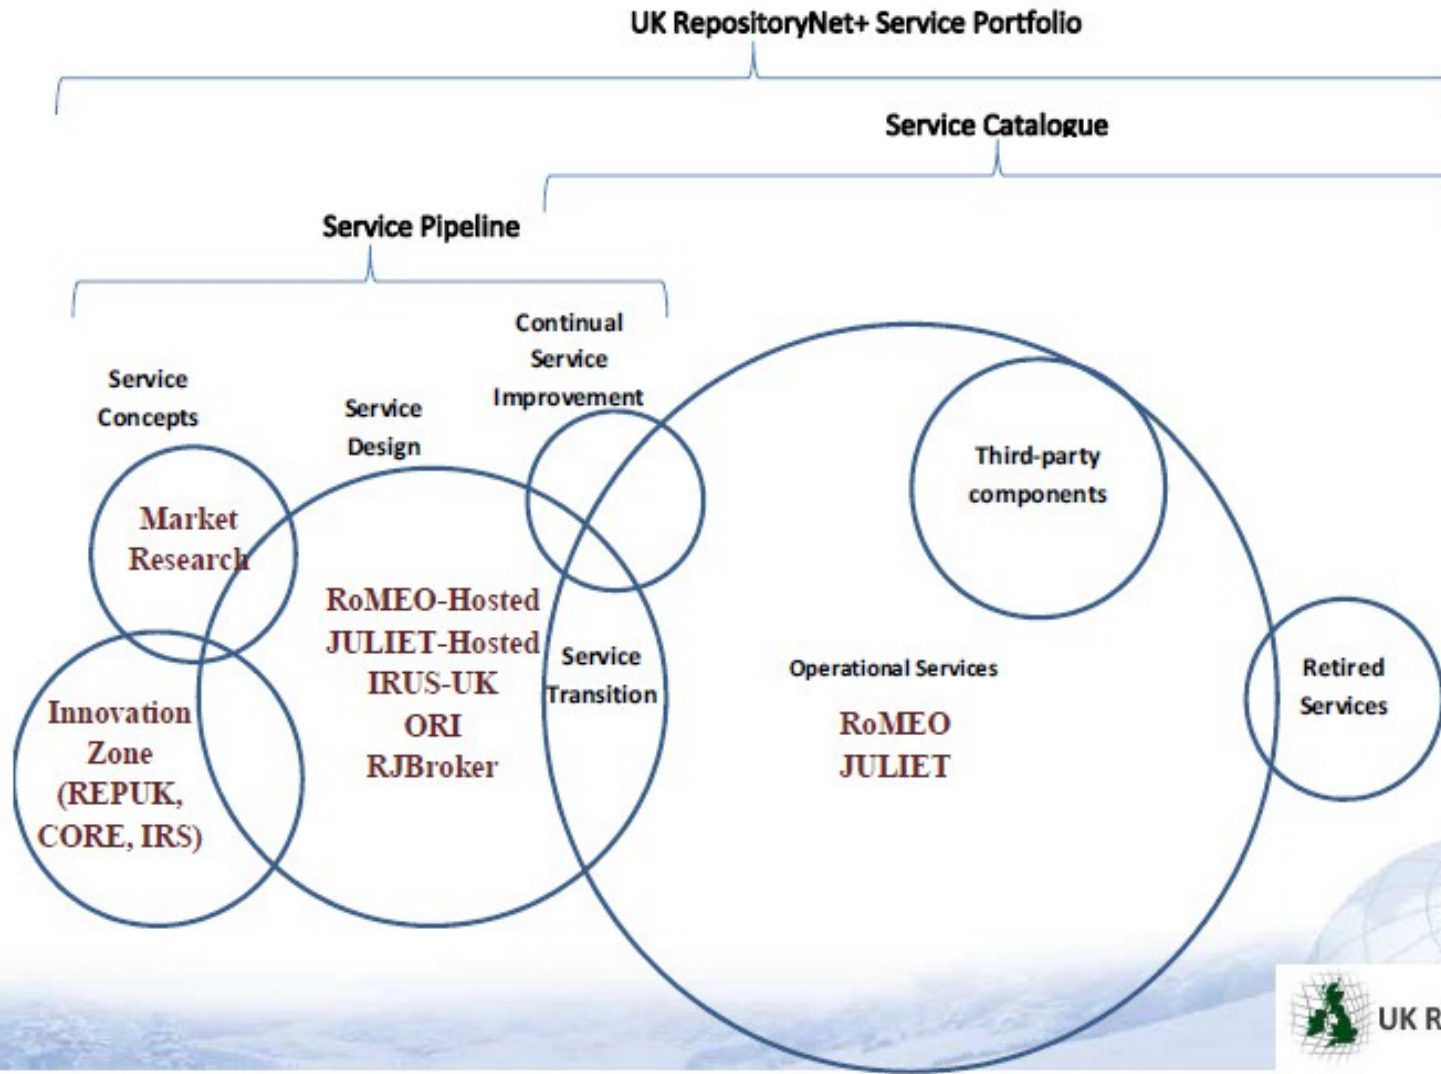 UK RepositoryNet+ Service Portfolio
Service Catalogue
Service Pipeline
Continual
Service
Improvement
Service
Concepts
Service
Design
Market
Research
Third-party
components
RoMEO-Hosted
JULIET-Hosted
IRUS-UK
ORI
RJBroker
Service
Transition
Operational Services
RoMEO
JULIET
Retired
Services
Innovation
Zone
(REPUK,
CORE, IRS)
UK R